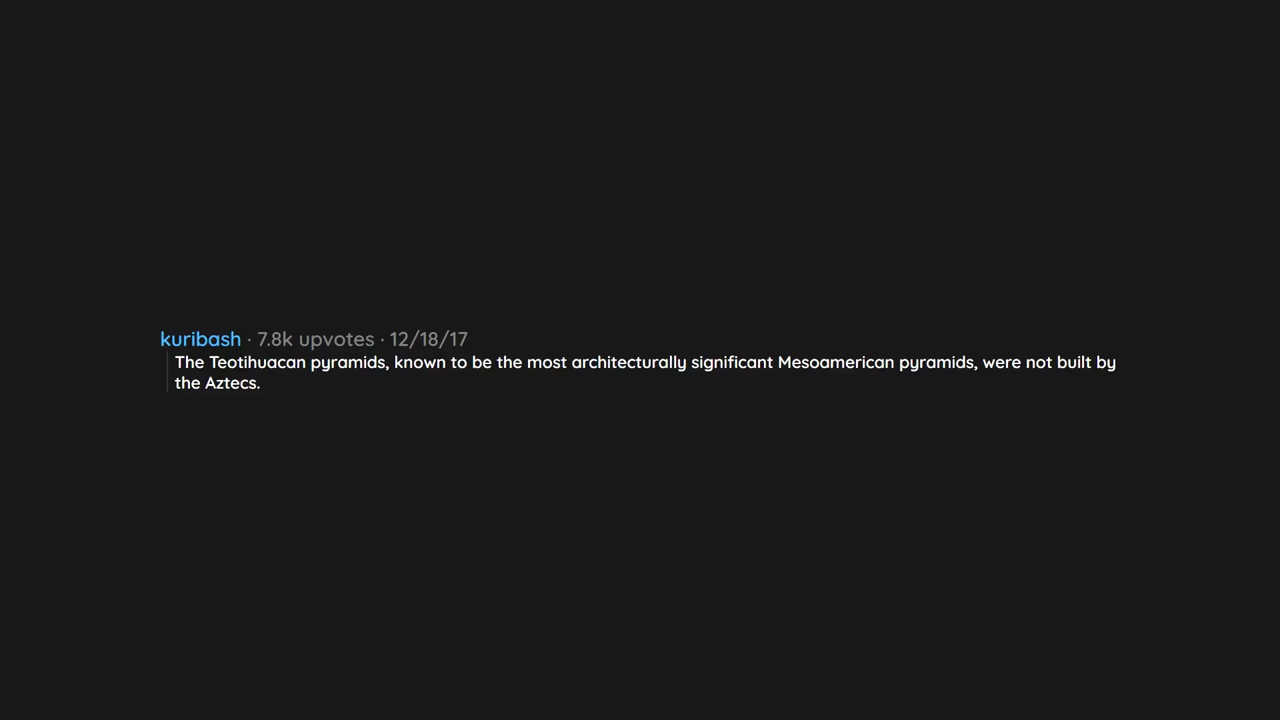 kuribash · 7.8k upvotes · 12/18/17
The Teotihuacan pyramids, known to be the most architecturally significant Mesoamerican pyramids, were not built by
the Aztecs.